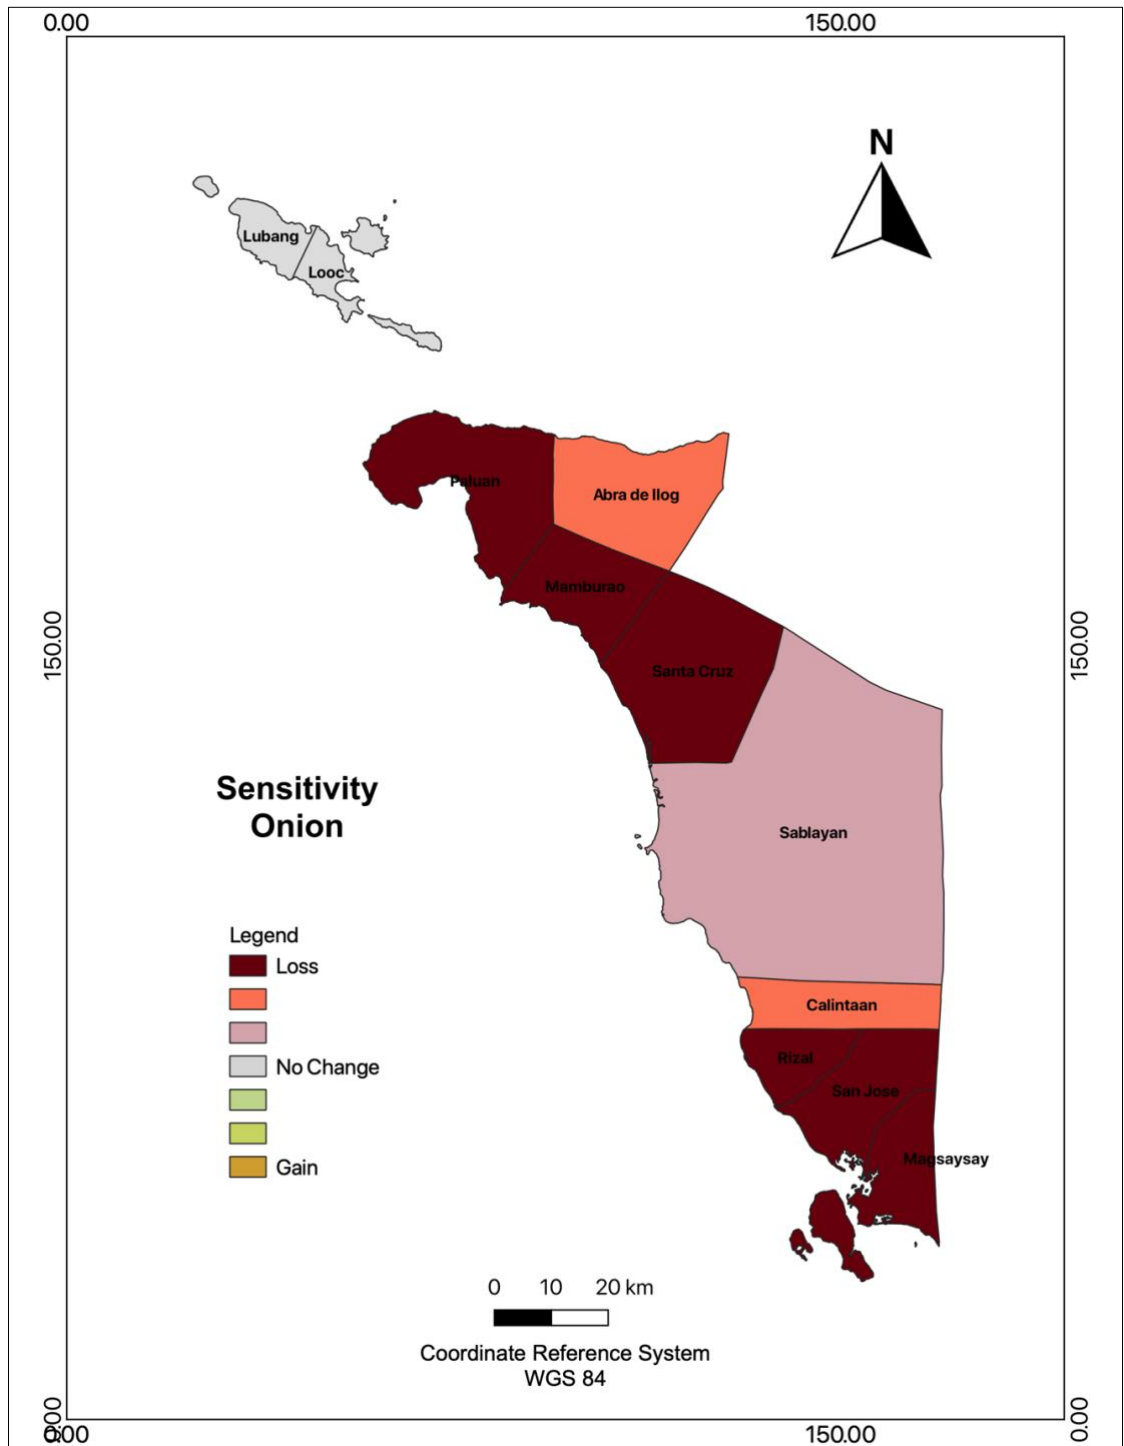 0.00
150.00
N
Lubang
Looc
Paluan
Abra de Ilog
Mamburao
150.00
150.00
Santa Cruz
Sensitivity
Onion
Sablayan
Legend
Loss
Calintaan
No Change
Rizal
San Jose
Gain
Magsaysay
0 10 20 km
Coordinate Reference System
WGS 84
0.00
0.00
0.00
150.00